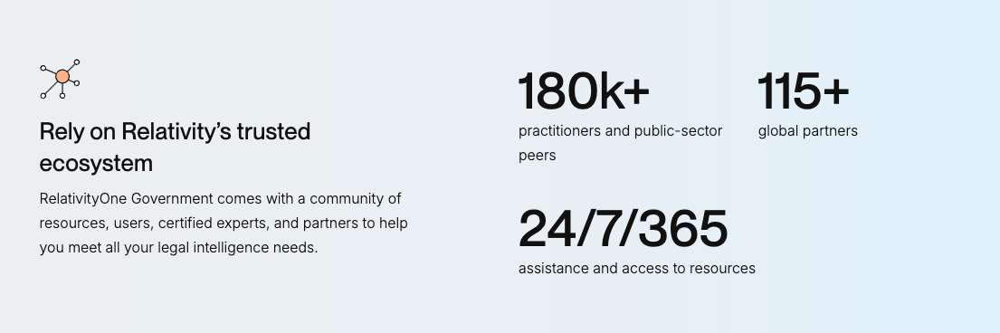 Rely on Relativity’s trusted
ecosystem
RelativityOne Government comes with a community of
resources, users, certified experts, and partners to help
you meet all your legal intelligence needs.
180k+
practitioners and public-sector
peers
115+
global partners
24/7/365
assistance and access to resources